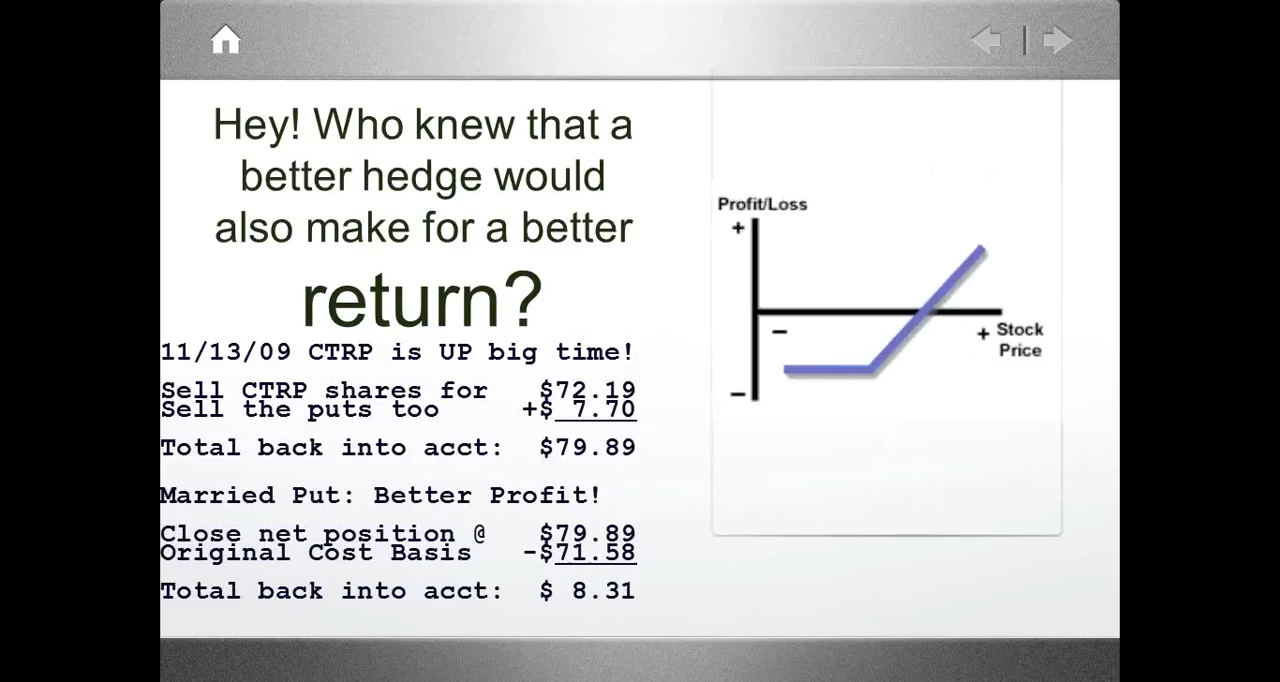 Hey! Who knew that a
better hedge would
also make for a better
return?
11/13/09 CTRP is UP big time!
Sell CTRP shares for $72.19
Sell the puts too +$ 7.70
Total back into acct: $79.89
Married Put: Better Profit!
Close net position @ $79.89
Original Cost Basis -$71.58
Total back into acct: $ 8.31
Profit/Loss
+
−
+ Stock
Price
−